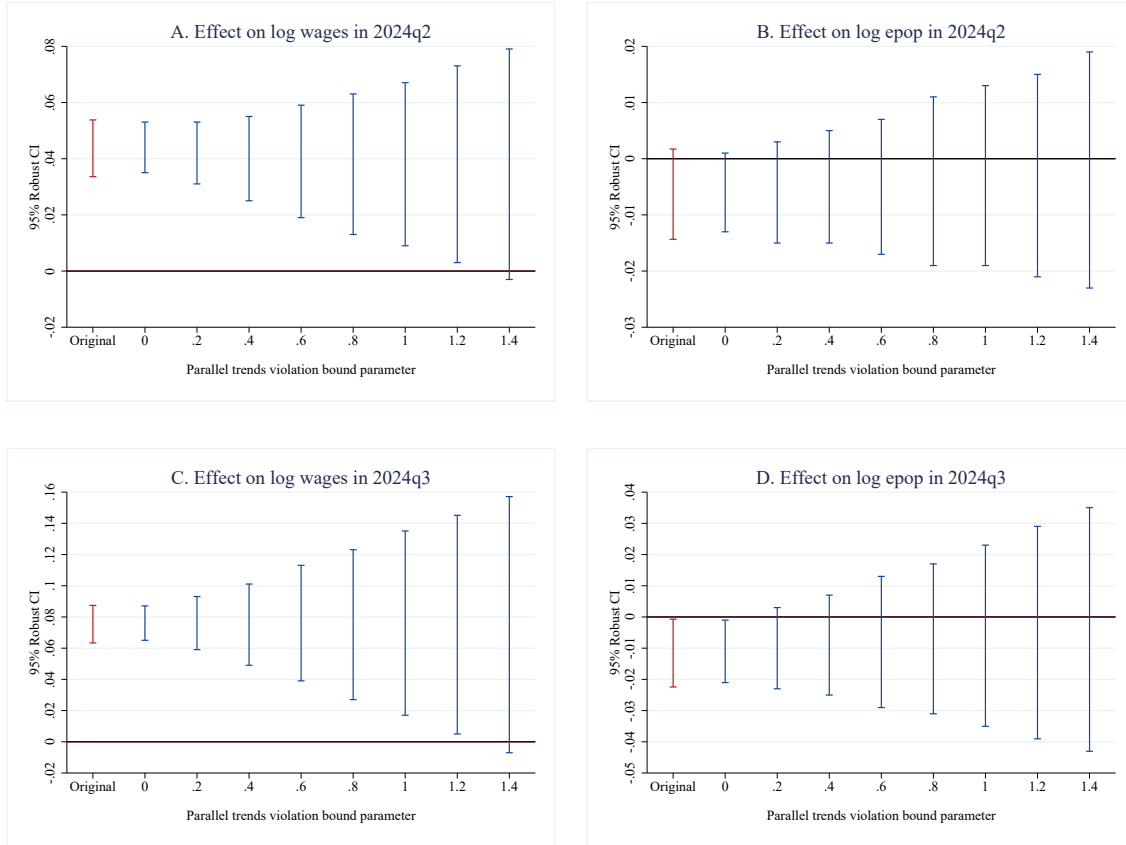 A. Effect on log wages in 2024q2
95% Robust CI
.08
.06
.04
.02
0
-.02
Original 0 .2 .4 .6 .8 1 1.2 1.4
Parallel trends violation bound parameter
B. Effect on log epop in 2024q2
95% Robust CI
.02
.01
0
-.01
-.02
-.03
Original 0 .2 .4 .6 .8 1 1.2 1.4
Parallel trends violation bound parameter
C. Effect on log wages in 2024q3
95% Robust CI
.16
.14
.12
.1
.08
.06
.04
.02
0
-.02
Original 0 .2 .4 .6 .8 1 1.2 1.4
Parallel trends violation bound parameter
D. Effect on log epop in 2024q3
95% Robust CI
.04
.03
.02
.01
0
-.01
-.02
-.03
-.04
-.05
Original 0 .2 .4 .6 .8 1 1.2 1.4
Parallel trends violation bound parameter